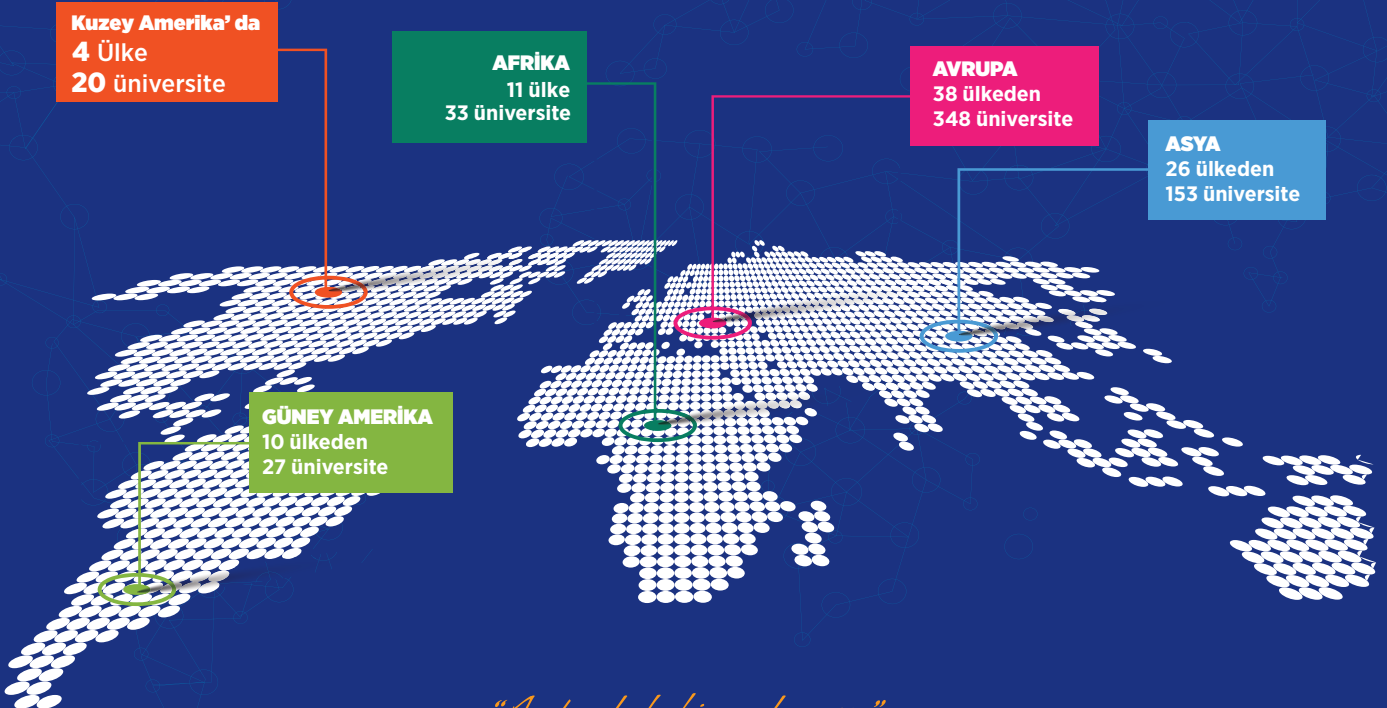 Kuzey Amerika' da
4 Ülke
20 üniversite
AFRİKA
11 ülke
33 üniversite
AVRUPA
38 ülkeden
348 üniversite
ASYA
26 ülkeden
153 üniversite
GÜNEY AMERİKA
10 ülkeden
27 üniversite